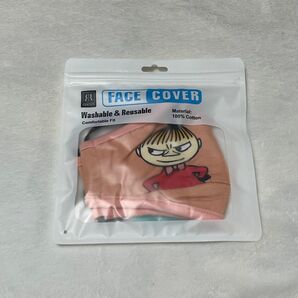 FACE COVER
Washable & Reusable
Comfortable Fit
Material:
100% Cotton